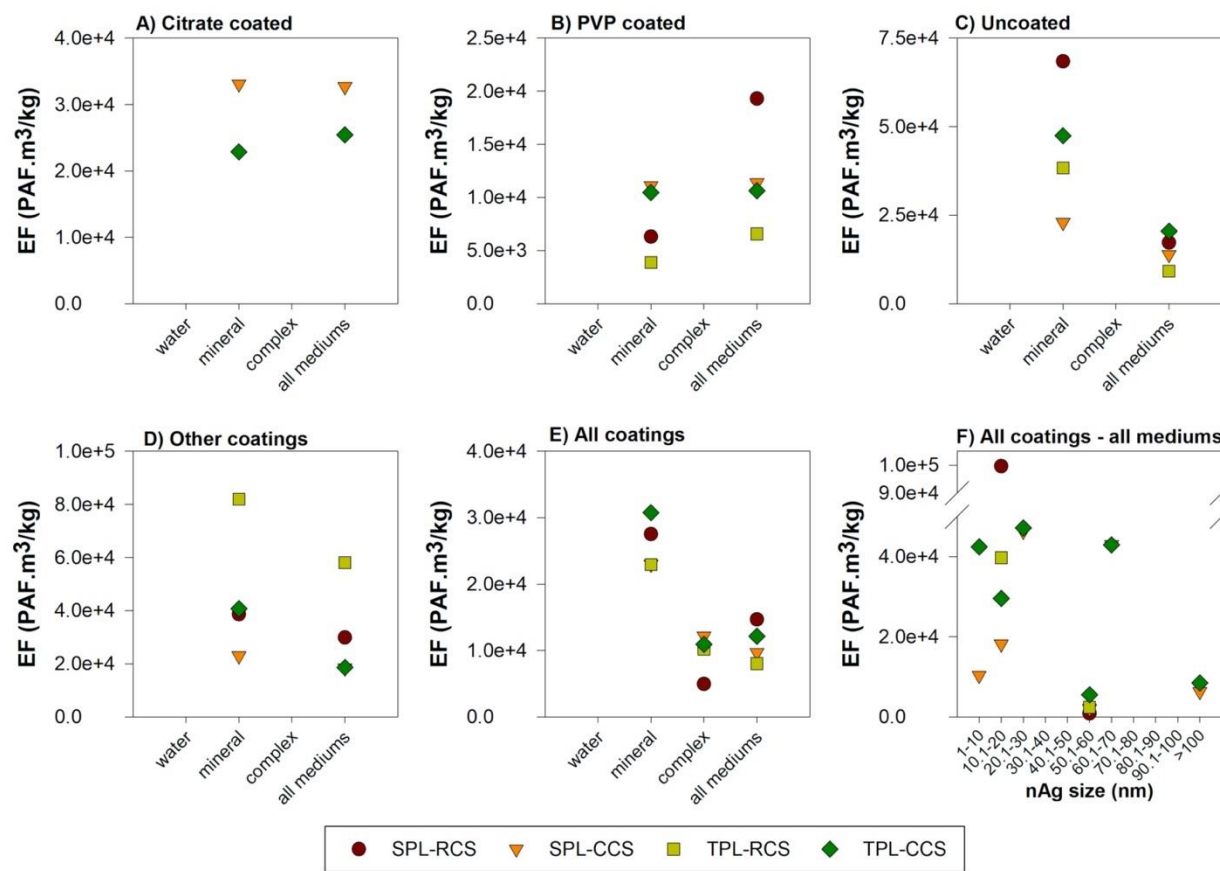 A) Citrate coated
EF (PAF.m³/kg)
4.0e+4
3.0e+4
2.0e+4
1.0e+4
0.0
water
mineral
complex
all mediums
B) PVP coated
EF (PAF.m³/kg)
2.5e+4
2.0e+4
1.5e+4
1.0e+4
5.0e+3
0.0
water
mineral
complex
all mediums
C) Uncoated
EF (PAF.m³/kg)
7.5e+4
5.0e+4
2.5e+4
0.0
water
mineral
complex
all mediums
D) Other coatings
EF (PAF.m³/kg)
1.0e+5
8.0e+4
6.0e+4
4.0e+4
2.0e+4
0.0
water
mineral
complex
all mediums
E) All coatings
EF (PAF.m³/kg)
4.0e+4
3.0e+4
2.0e+4
1.0e+4
0.0
water
mineral
complex
all mediums
F) All coatings - all mediums
EF (PAF.m³/kg)
1.0e+5
9.0e+4
4.0e+4
2.0e+4
0.0
1-10
10.1-20
20.1-30
30.1-40
40.1-50
50.1-60
60.1-70
70.1-80
80.1-90
90.1-100
>100
nAg size (nm)
SPL-RCS SPL-CCS TPL-RCS TPL-CCS